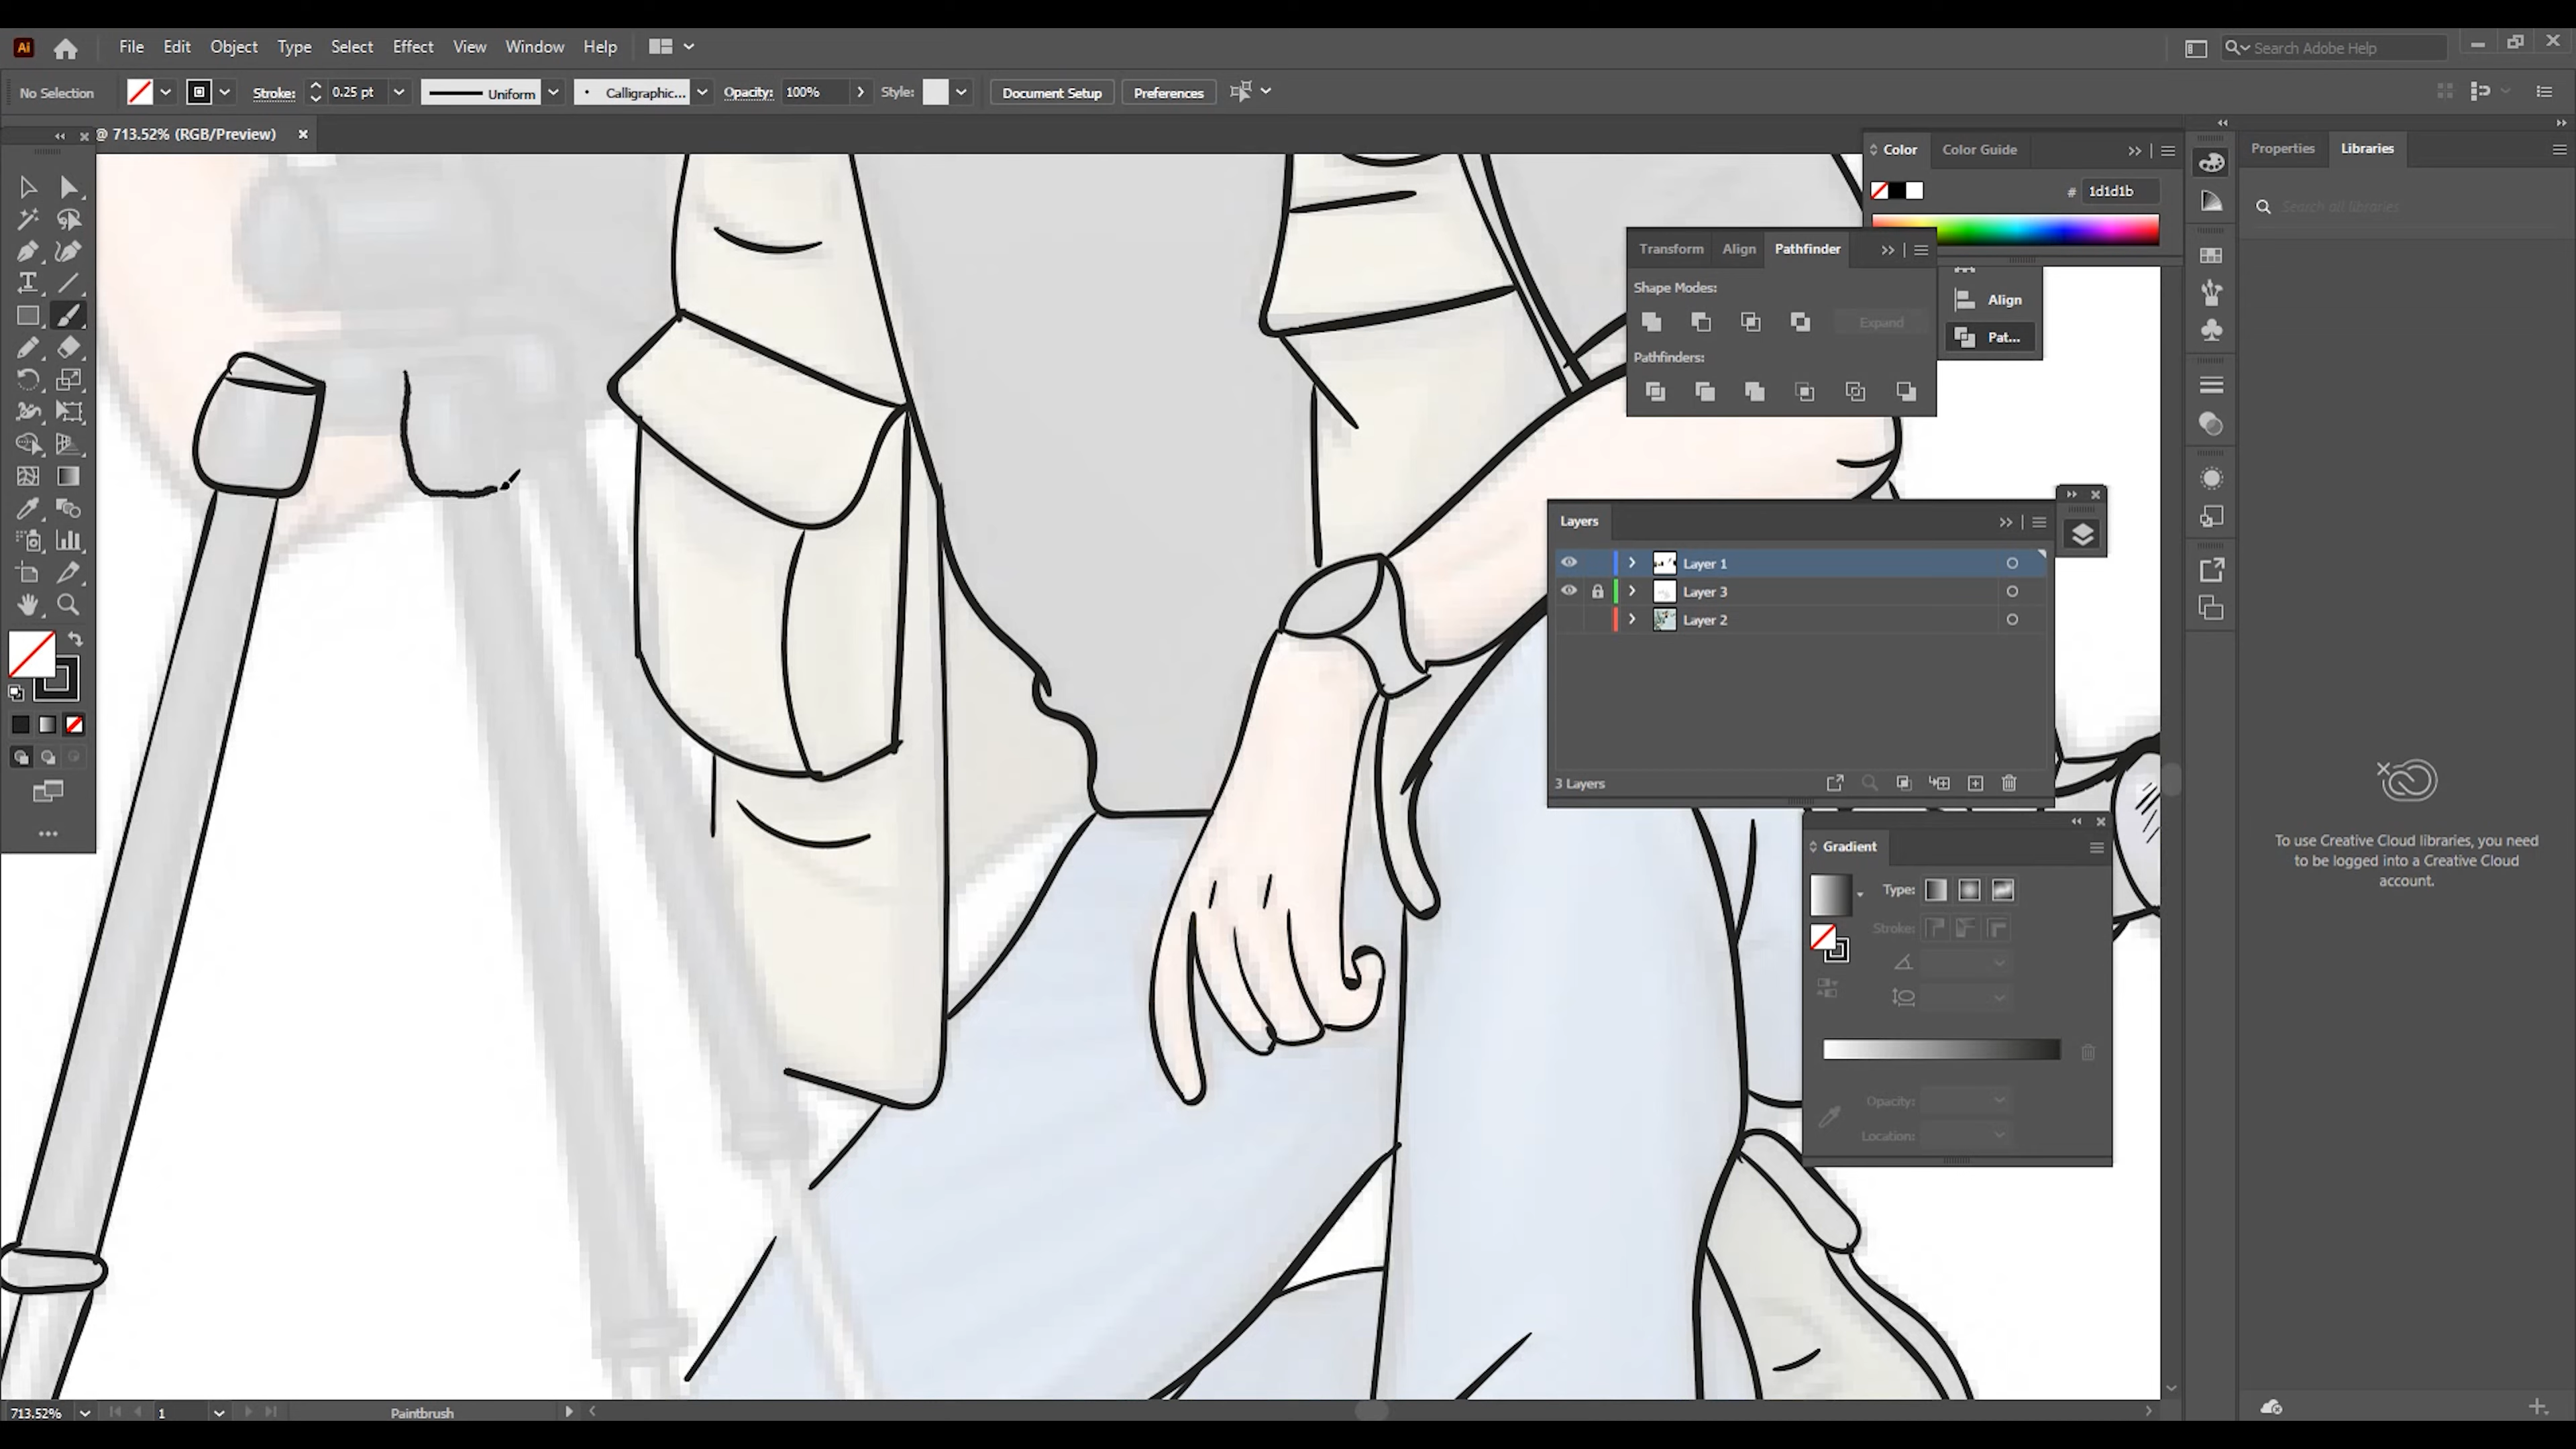 Ai File Edit Object Type Select Effect View Window Help Search Adobe Help
No Selection Stroke: 0.25 pt Uniform Calligraphic... Opacity: 100% Style: Document Setup Preferences
@ 713.52% (RGB/Preview)
Color Color Guide
# 1d1d1b
Properties Libraries
Search all libraries
Transform Align Pathfinder
Shape Modes:
Expand
Pathfinders:
Align
Pat...
Layers
Layer 1
Layer 3
Layer 2
3 Layers
Gradient
Type:
Stroke:
Opacity:
Location:
To use Creative Cloud libraries, you need
to be logged into a Creative Cloud
account.
713.52% 1 Paintbrush